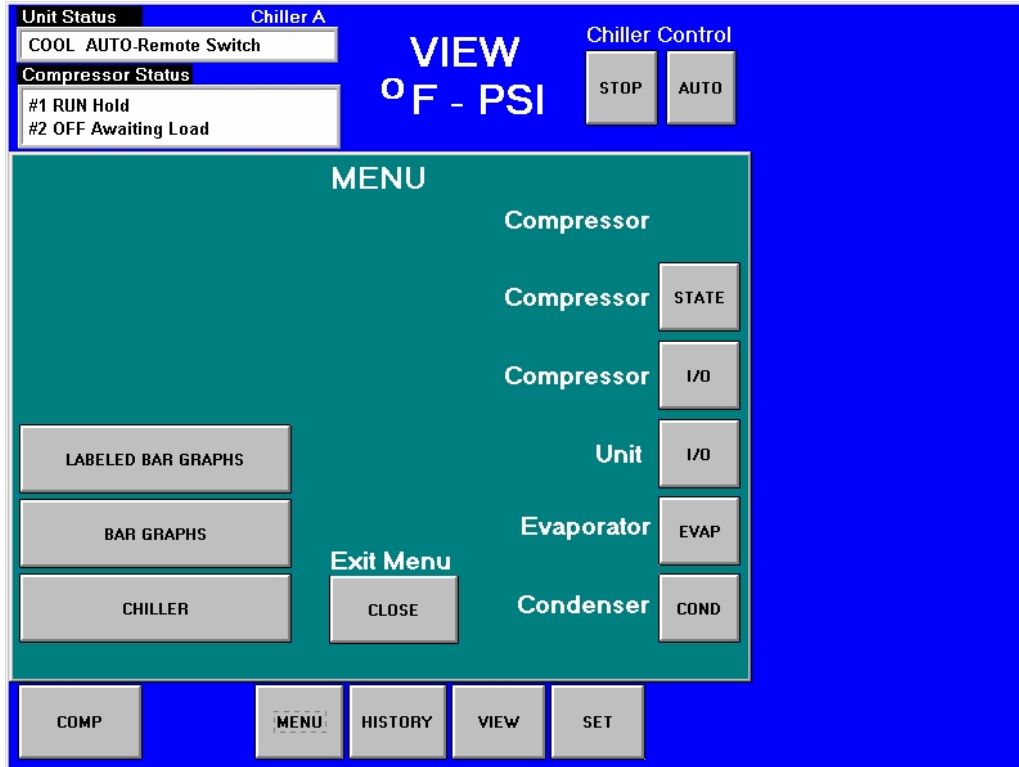 Unit Status Chiller A
COOL AUTO-Remote Switch
Compressor Status
#1 RUN Hold
#2 OFF Awaiting Load
VIEW
°F - PSI
Chiller Control
STOP AUTO
MENU
Compressor
Compressor STATE
Compressor I/O
LABELED BAR GRAPHS
Unit I/O
BAR GRAPHS
Evaporator EVAP
Exit Menu
CHILLER
CLOSE
Condenser COND
COMP MENU HISTORY VIEW SET